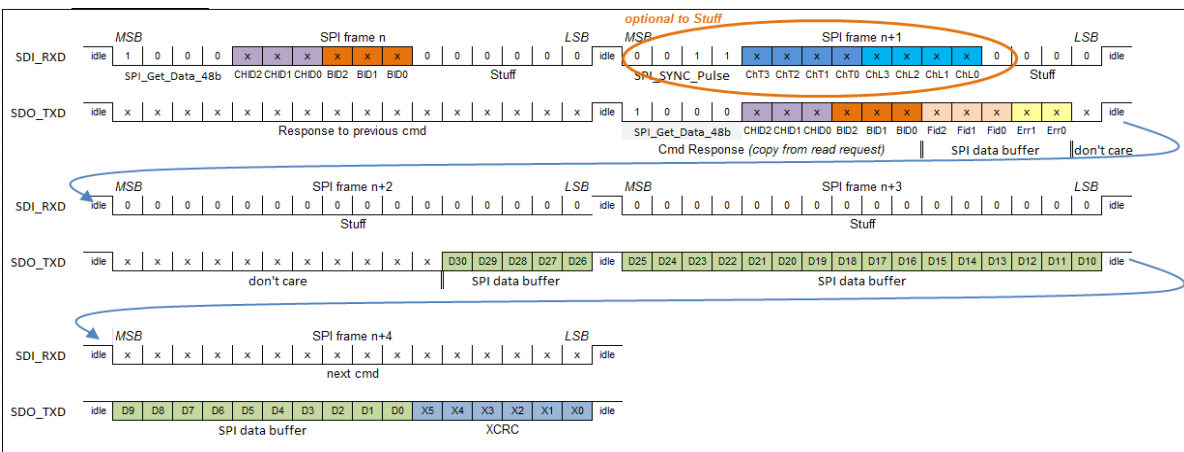 optional to Stuff
MSB SPI frame n LSB MSB SPI frame n+1 LSB
SDI_RXD idle 1 0 0 0 x x x x x x 0 0 0 0 0 0 idle 0 0 1 1 x x x x x x x x 0 0 0 0 idle
SPI_Get_Data_48b CHID2 CHID1 CHID0 BID2 BID1 BID0 Stuff SPI_SYNC_Pulse ChT3 ChT2 ChT1 ChT0 ChL3 ChL2 ChL1 ChL0 Stuff
SDO_TXD idle x x x x x x x x x x x x x x x x idle 1 0 0 0 x x x x x x x x x x x x idle
Response to previous cmd SPI_Get_Data_48b CHID2 CHID1 CHID0 BID2 BID1 BID0 Fid2 Fid1 Fid0 Err1 Err0
Cmd Response (copy from read request) SPI data buffer don't care
MSB SPI frame n+2 LSB MSB SPI frame n+3 LSB
SDI_RXD idle 0 0 0 0 0 0 0 0 0 0 0 0 0 0 0 0 idle 0 0 0 0 0 0 0 0 0 0 0 0 0 0 0 0 idle
Stuff Stuff
SDO_TXD idle x x x x x x x x x x x D30 D29 D28 D27 D26 idle D25 D24 D23 D22 D21 D20 D19 D18 D17 D16 D15 D14 D13 D12 D11 D10 idle
don't care SPI data buffer SPI data buffer
MSB SPI frame n+4 LSB
SDI_RXD idle x x x x x x x x x x x x x x x x idle
next cmd
SDO_TXD idle D9 D8 D7 D6 D5 D4 D3 D2 D1 D0 X5 X4 X3 X2 X1 X0 idle
SPI data buffer XCRC